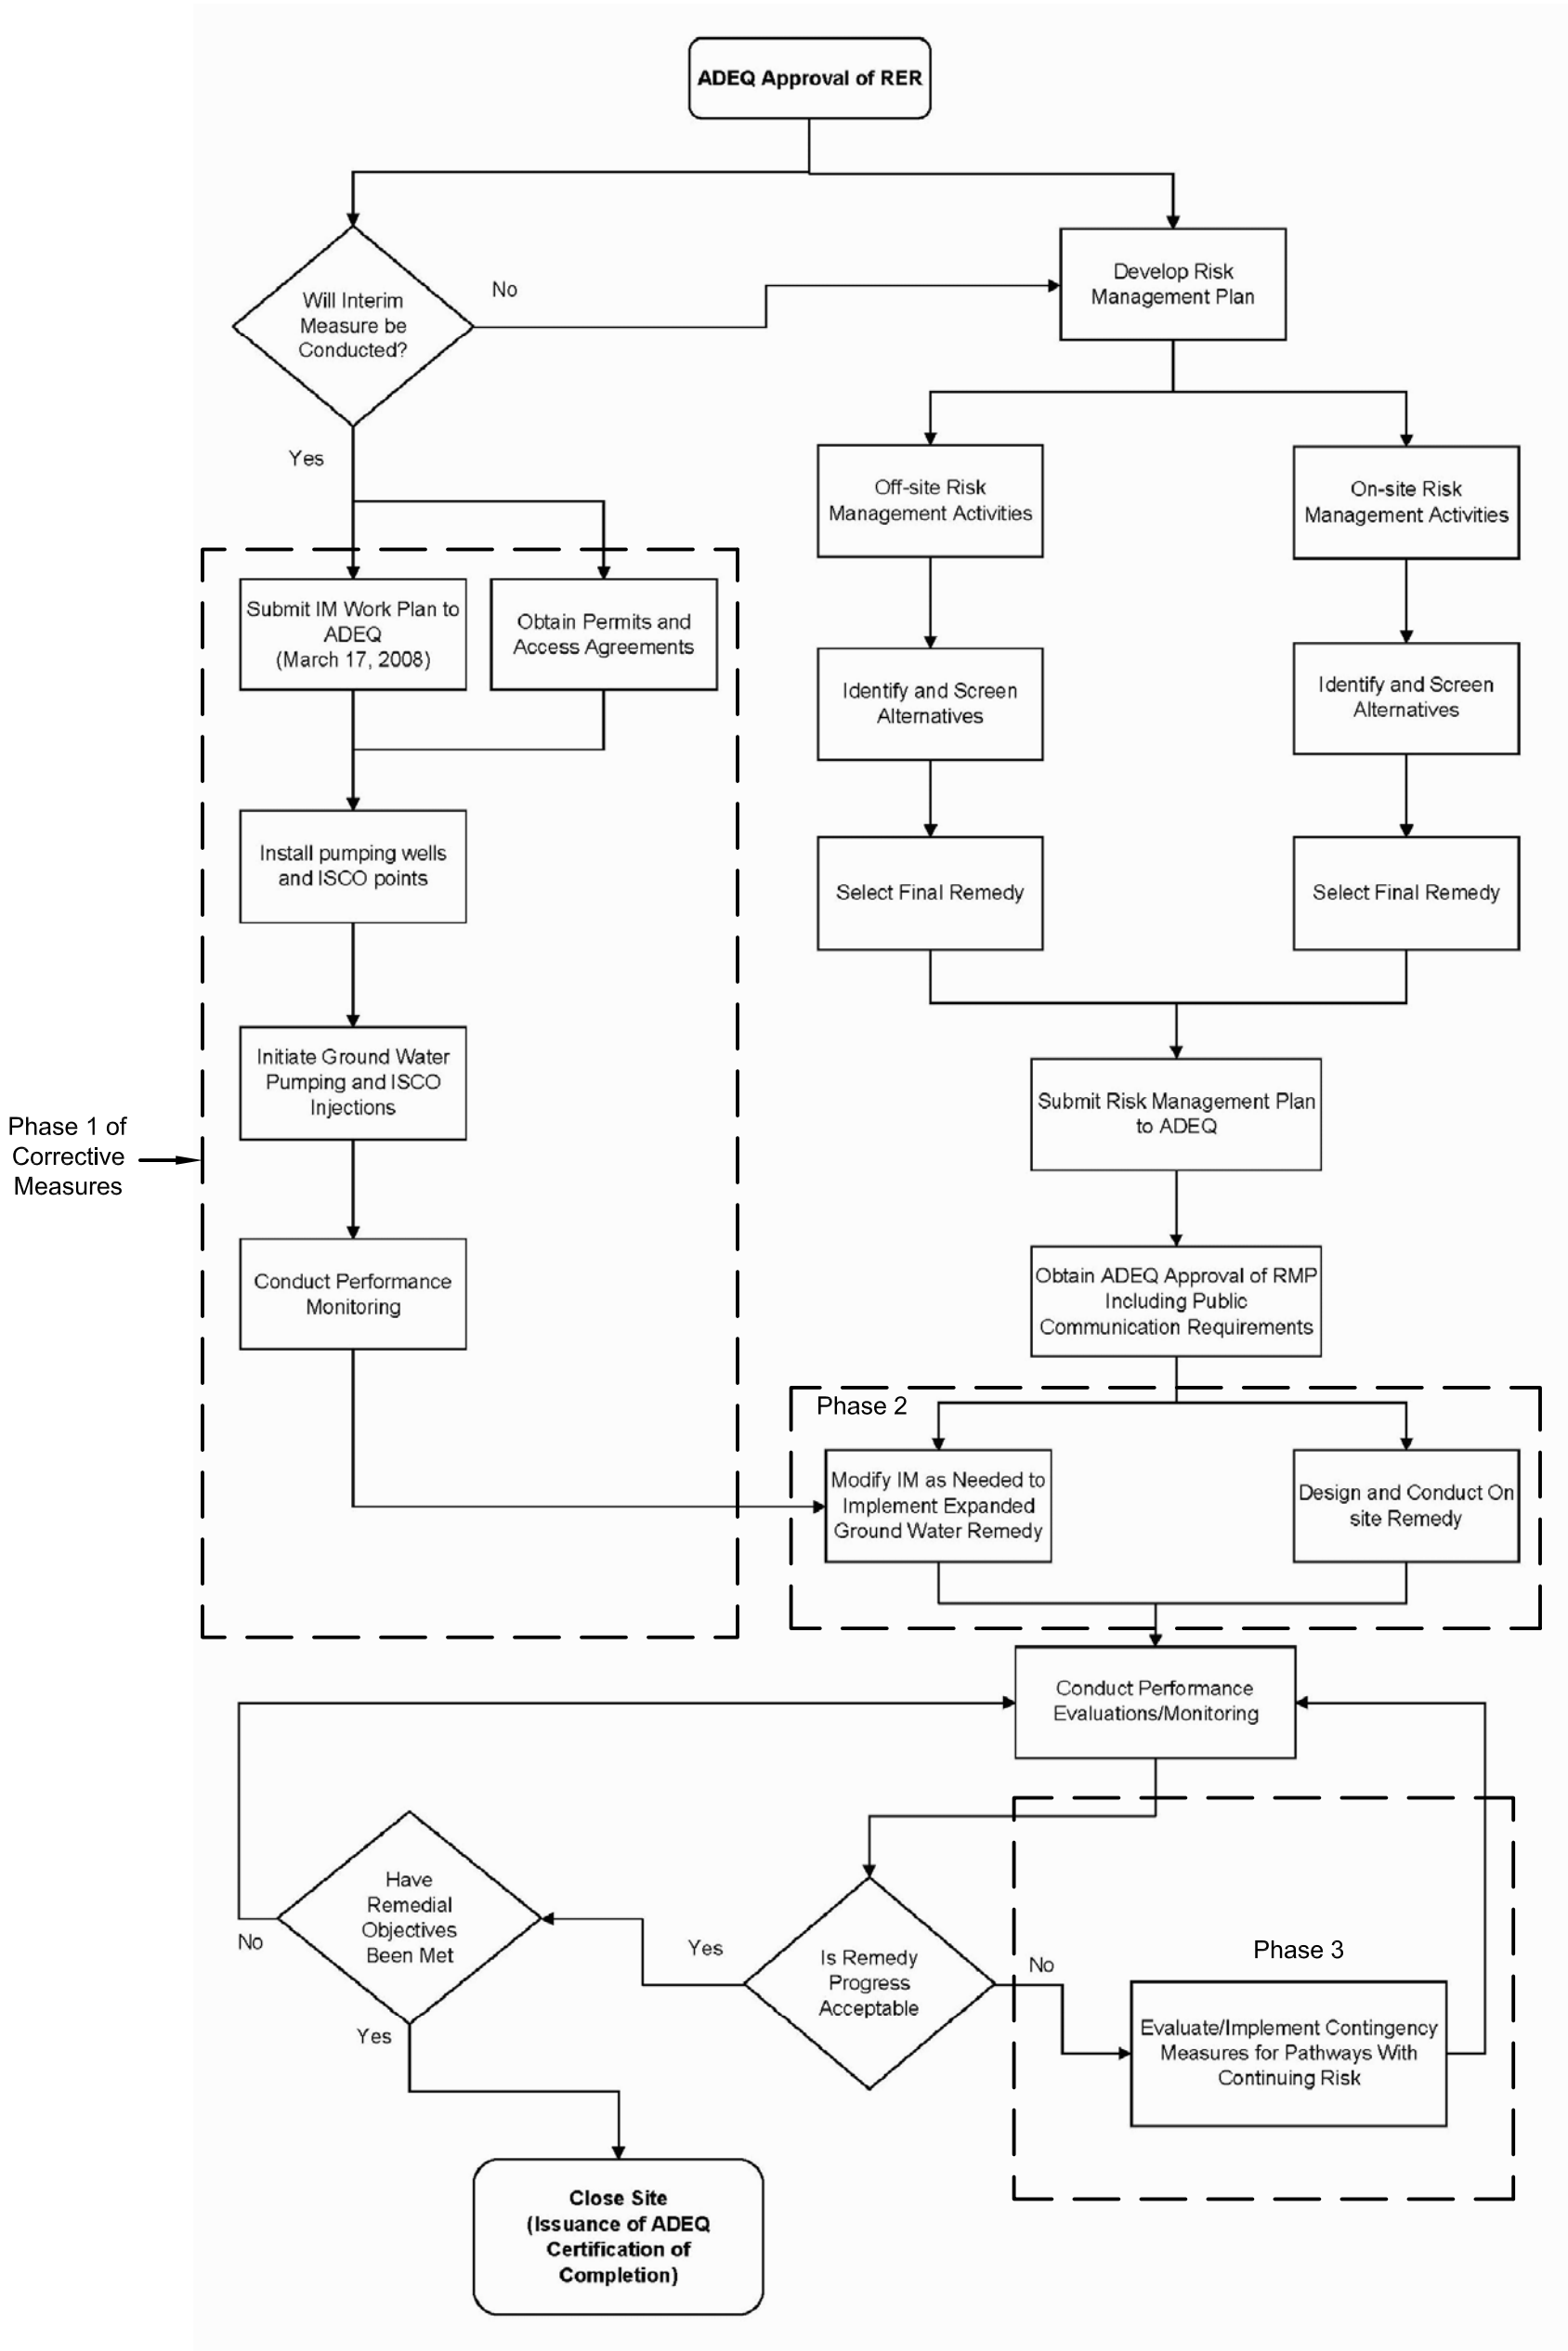 ADEQ Approval of RER
Will Interim
Measure be
Conducted?
No
Develop Risk
Management Plan
Yes
Off-site Risk
Management Activities
On-site Risk
Management Activities
Submit IM Work Plan to
ADEQ
(March 17, 2008)
Obtain Permits and
Access Agreements
Identify and Screen
Alternatives
Identify and Screen
Alternatives
Install pumping wells
and ISCO points
Select Final Remedy
Select Final Remedy
Initiate Ground Water
Pumping and ISCO
Injections
Phase 1 of
Corrective
Measures
Submit Risk Management Plan
to ADEQ
Conduct Performance
Monitoring
Obtain ADEQ Approval of RMP
Including Public
Communication Requirements
Phase 2
Modify IM as Needed to
Implement Expanded
Ground Water Remedy
Design and Conduct On
site Remedy
Conduct Performance
Evaluations/Monitoring
Have
Remedial
Objectives
Been Met
No
Yes
Yes
Is Remedy
Progress
Acceptable
No
Phase 3
Evaluate/Implement Contingency
Measures for Pathways With
Continuing Risk
Close Site
(Issuance of ADEQ
Certification of
Completion)